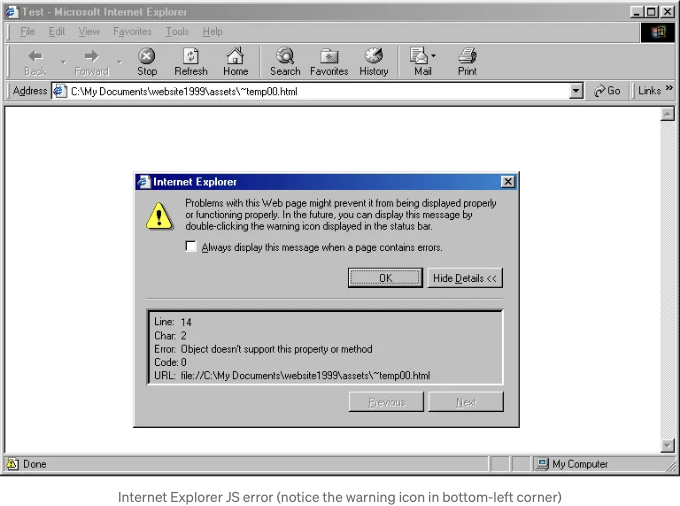 Test - Microsoft Internet Explorer
File Edit View Favorites Tools Help
Back Forward Stop Refresh Home Search Favorites History Mail Print
Address C:\My Documents\website1999\assets\~temp00.html Go Links »
Internet Explorer
Problems with this Web page might prevent it from being displayed properly
or functioning properly. In the future, you can display this message by
double-clicking the warning icon displayed in the status bar.
Always display this message when a page contains errors.
OK Hide Details <<
Line: 14
Char: 2
Error: Object doesn't support this property or method
Code: 0
URL: file://C:\My Documents\website1999\assets\~temp00.html
Previous Next
Done My Computer
Internet Explorer JS error (notice the warning icon in bottom-left corner)